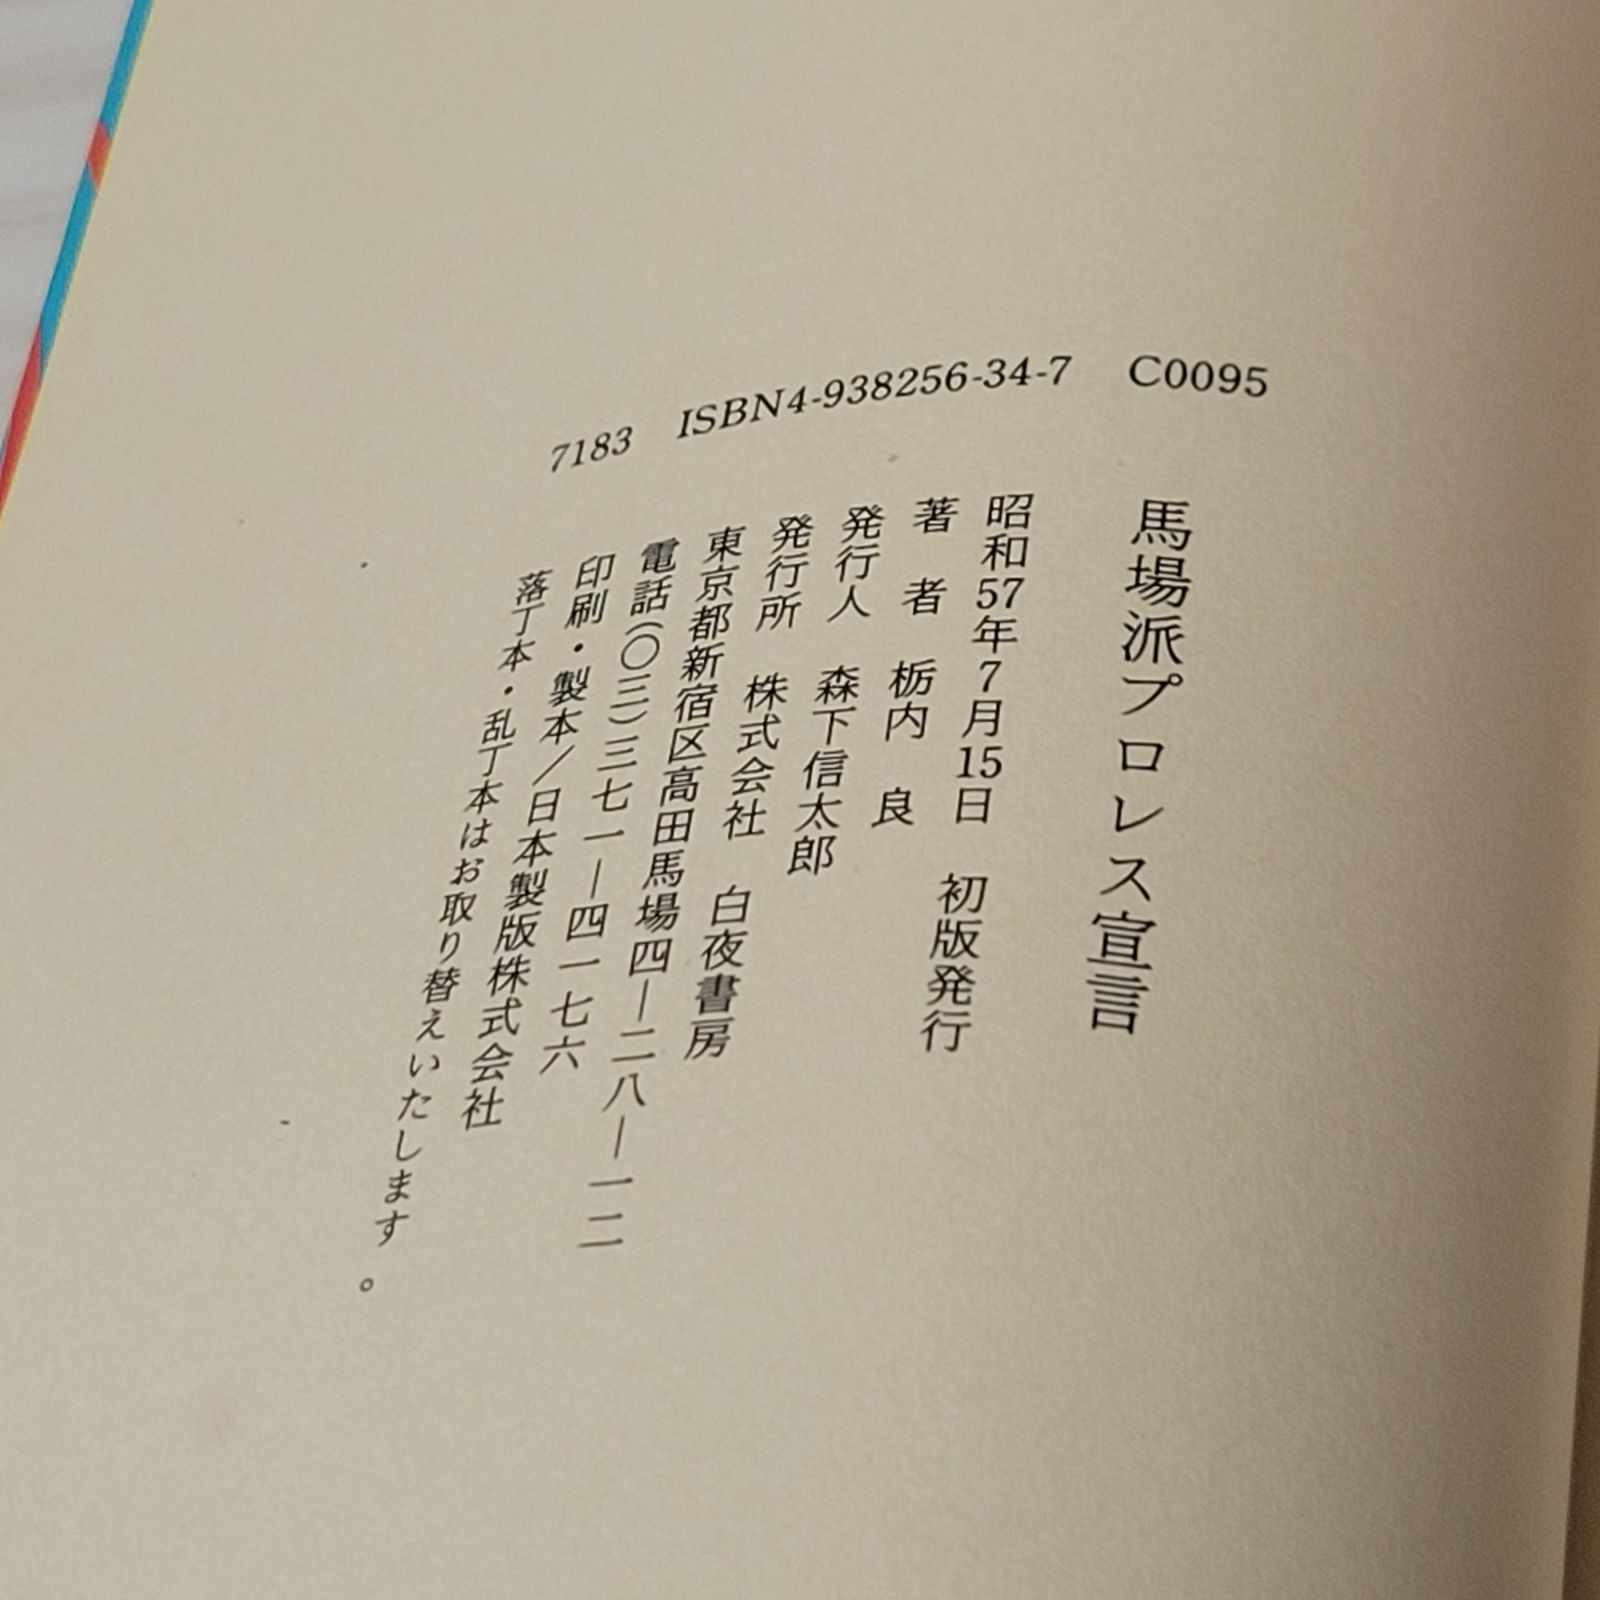 7183 ISBN4-938256-34-7 C0095
馬場派プロレス宣言
昭和57年7月15日 初版発行
著者 栃内良
発行人 森下信太郎
発行所 株式会社 白夜書房
東京都新宿区高田馬場四―二八―一二
電話(〇三)三七一―四一七六
印刷・製本/日本製版株式会社
落丁本・乱丁本はお取り替えいたします。